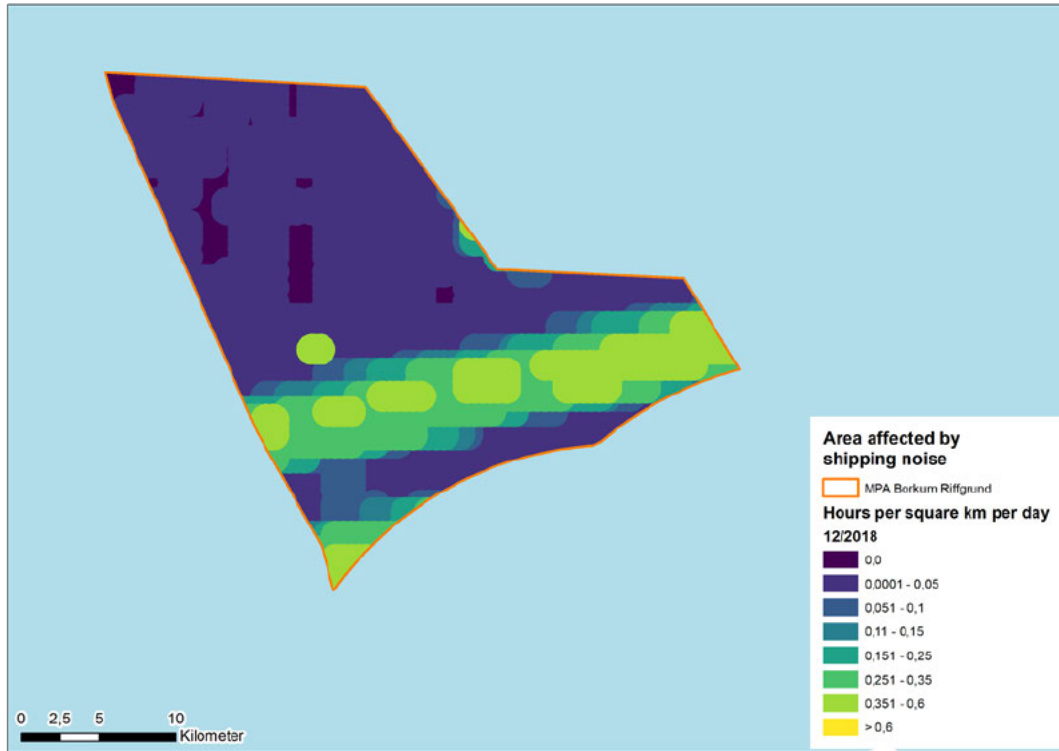 Area affected by
shipping noise
MPA Borkum Riffgrund
Hours per square km per day
12/2018
0,0
0,0001 - 0,05
0,051 - 0,1
0,11 - 0,15
0,151 - 0,25
0,251 - 0,35
0,351 - 0,6
> 0,6
0 2,5 5 10
Kilometer